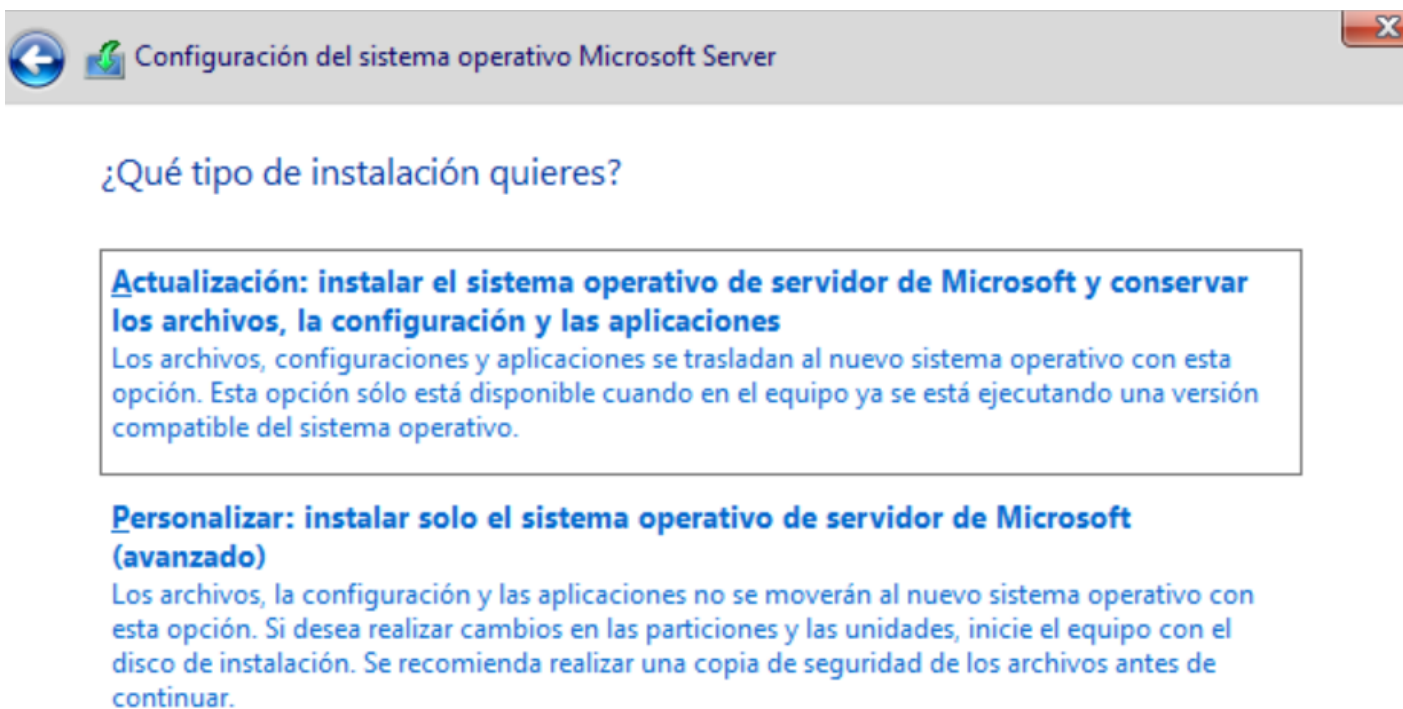 Configuración del sistema operativo Microsoft Server
¿Qué tipo de instalación quieres?
Actualización: instalar el sistema operativo de servidor de Microsoft y conservar
los archivos, la configuración y las aplicaciones
Los archivos, configuraciones y aplicaciones se trasladan al nuevo sistema operativo con esta
opción. Esta opción sólo está disponible cuando en el equipo ya se está ejecutando una versión
compatible del sistema operativo.
Personalizar: instalar solo el sistema operativo de servidor de Microsoft
(avanzado)
Los archivos, la configuración y las aplicaciones no se moverán al nuevo sistema operativo con
esta opción. Si desea realizar cambios en las particiones y las unidades, inicie el equipo con el
disco de instalación. Se recomienda realizar una copia de seguridad de los archivos antes de
continuar.